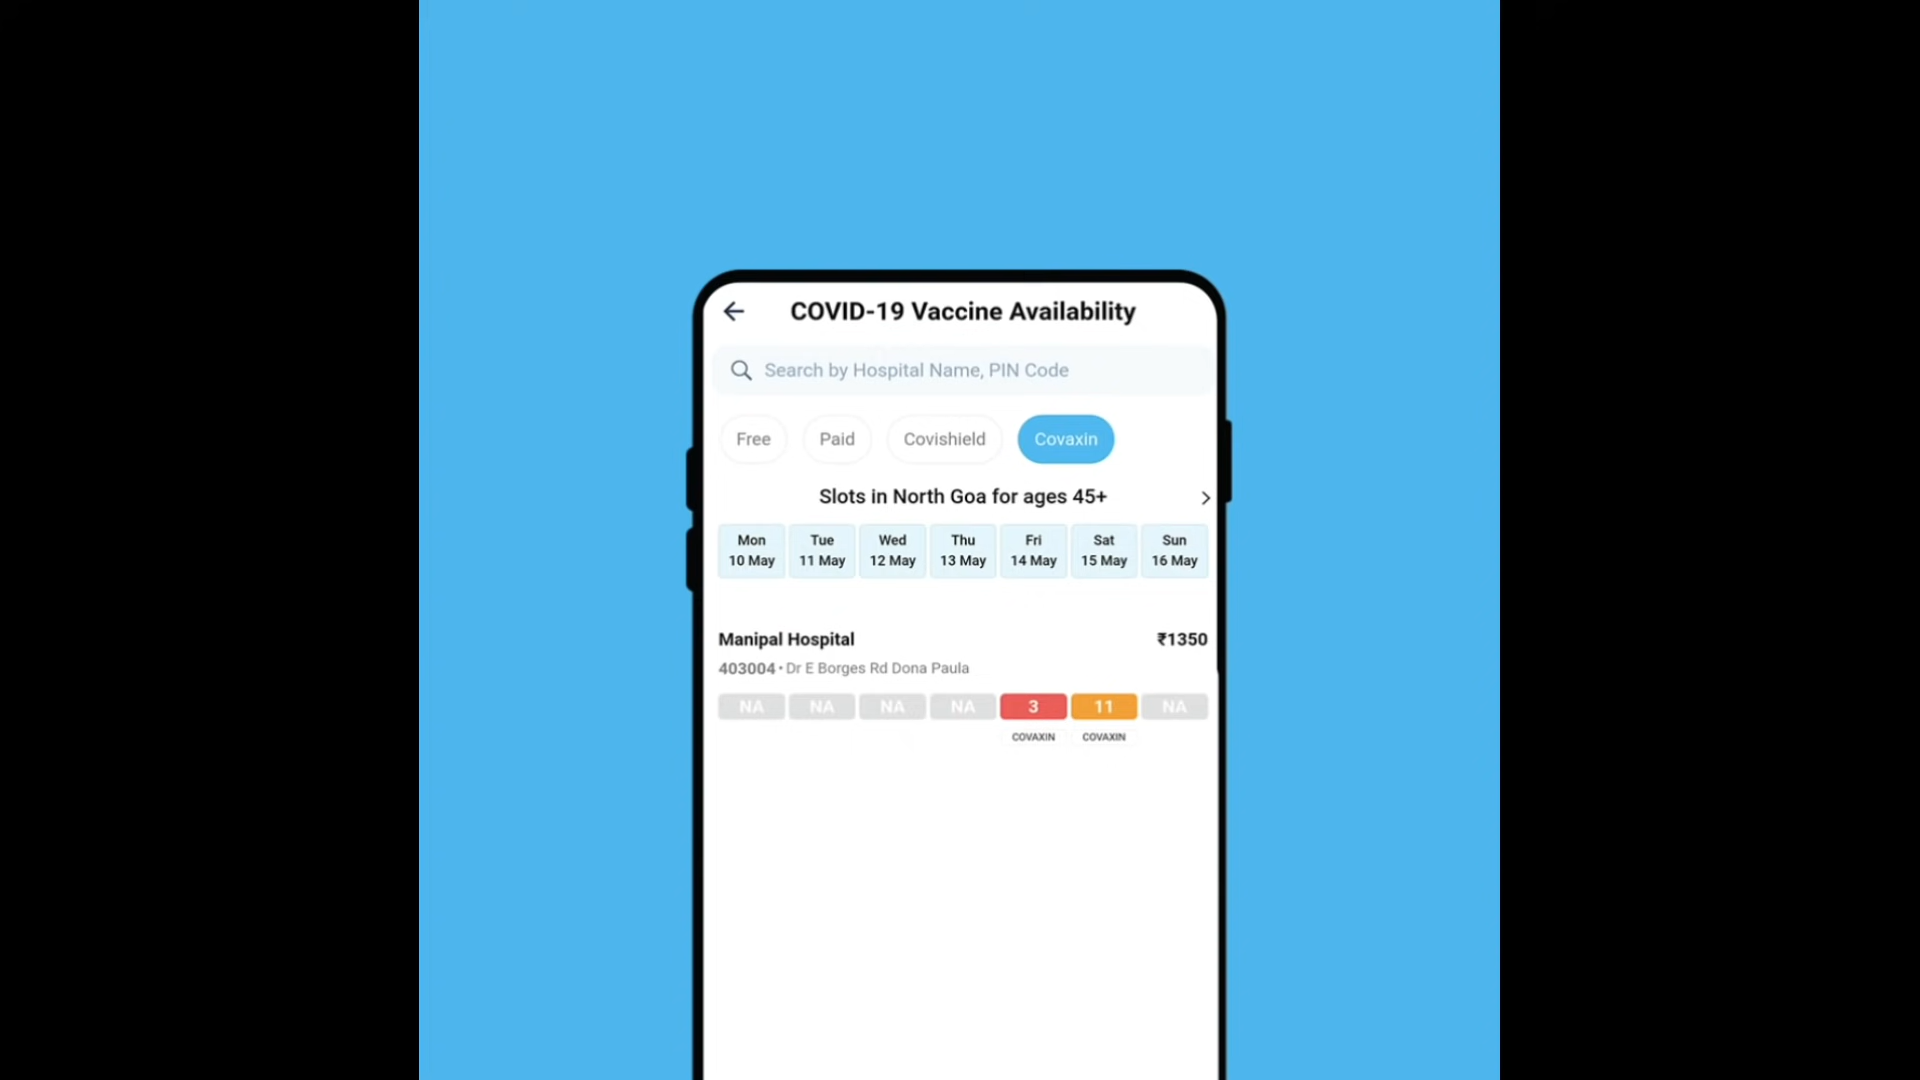 COVID-19 Vaccine Availability
Search by Hospital Name, PIN Code
Free Paid Covishield Covaxin
Slots in North Goa for ages 45+
Mon Tue Wed Thu Fri Sat Sun
10 May 11 May 12 May 13 May 14 May 15 May 16 May
Manipal Hospital ₹1350
403004 • Dr E Borges Rd Dona Paula
NA NA NA NA 3 11 NA
COVAXIN COVAXIN